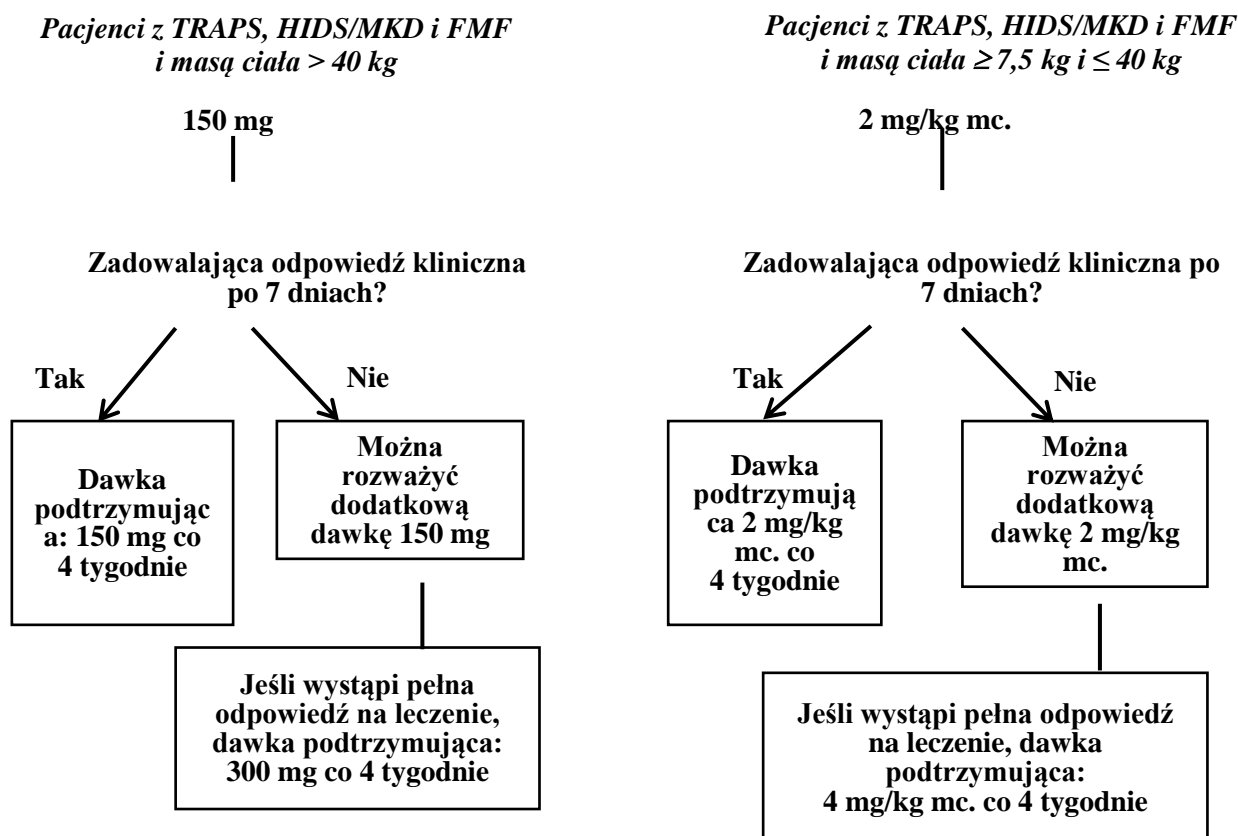 Pacjenci z TRAPS, HIDS/MKD i FMF
i masą ciała > 40 kg
150 mg
Zadowalająca odpowiedź kliniczna
po 7 dniach?
Tak
Nie
Dawka
podtrzymując
a: 150 mg co
4 tygodnie
Można
rozważyć
dodatkową
dawkę 150 mg
Jeśli wystąpi pełna
odpowiedź na leczenie,
dawka podtrzymująca:
300 mg co 4 tygodnie
Pacjenci z TRAPS, HIDS/MKD i FMF
i masą ciała ≥ 7,5 kg i ≤ 40 kg
2 mg/kg mc.
Zadowalająca odpowiedź kliniczna po
7 dniach?
Tak
Nie
Dawka
podtrzymują
ca 2 mg/kg
mc. co
4 tygodnie
Można
rozważyć
dodatkową
dawkę 2 mg/kg
mc.
Jeśli wystąpi pełna odpowiedź
na leczenie, dawka
podtrzymująca:
4 mg/kg mc. co 4 tygodnie